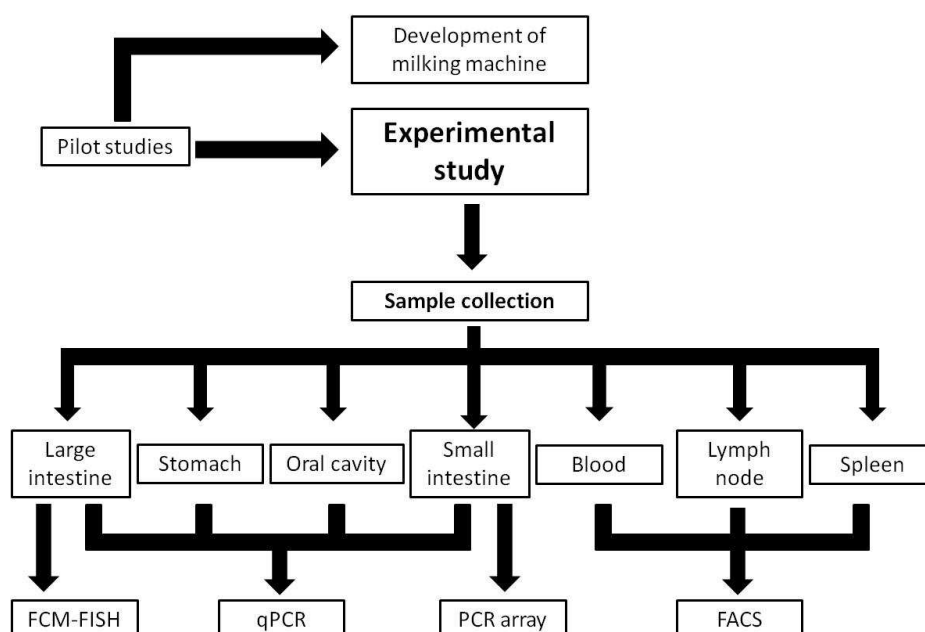 Development of
milking machine
Pilot studies
Experimental
study
Sample collection
Large
intestine
Stomach
Oral cavity
Small
intestine
Blood
Lymph
node
Spleen
FCM-FISH
qPCR
PCR array
FACS